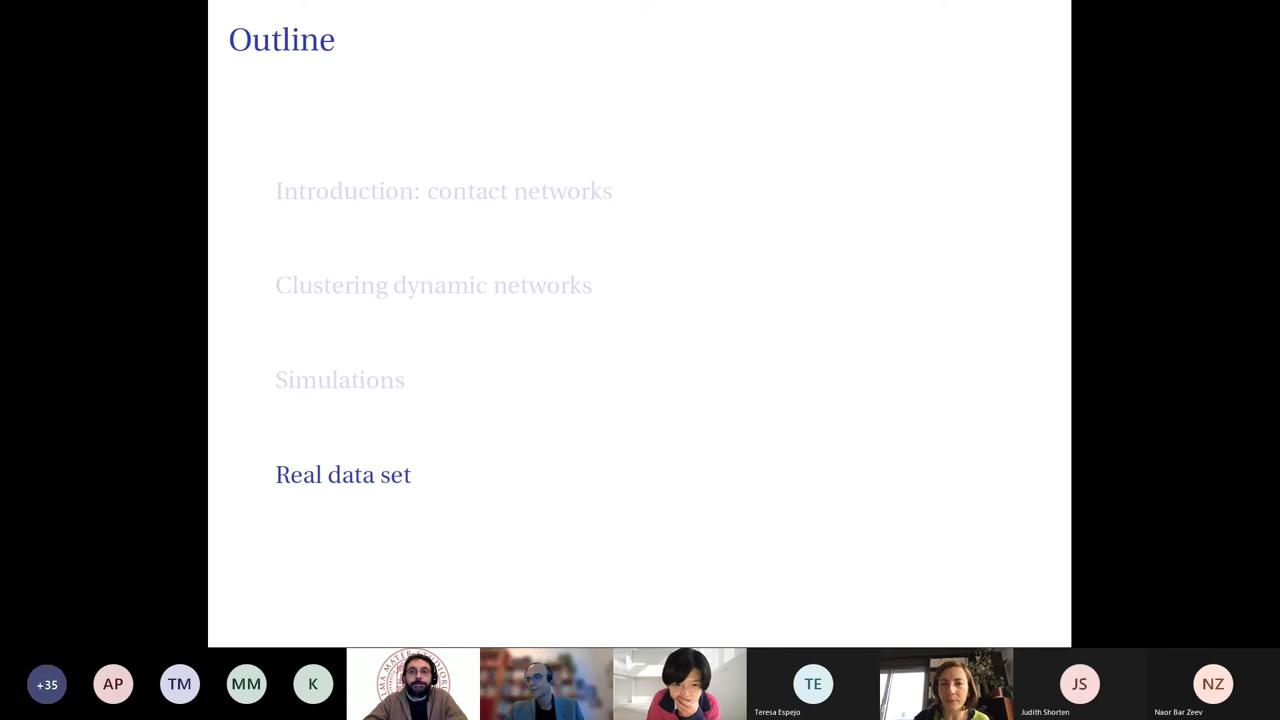 Outline
Introduction: contact networks
Clustering dynamic networks
Simulations
Real data set
+35
AP
TM
MM
K
TE
Teresa Espejo
JS
Judith Shorten
NZ
Naor Bar Zeev